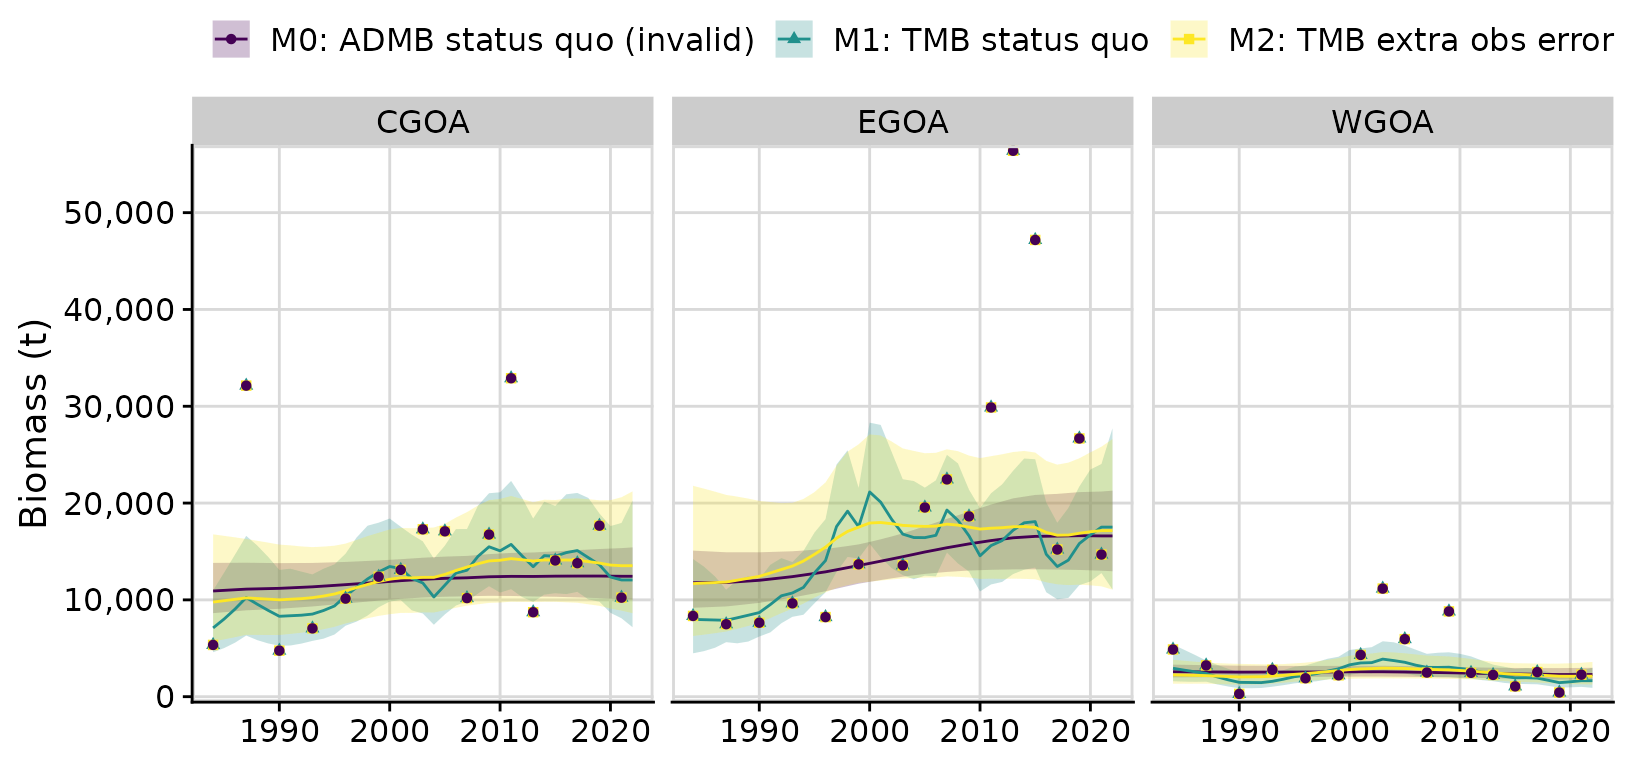 M0: ADMB status quo (invalid) M1: TMB status quo M2: TMB extra obs error
CGOA EGOA WGOA
Biomass (t)
50,000
40,000
30,000
20,000
10,000
0
1990 2000 2010 2020 1990 2000 2010 2020 1990 2000 2010 2020